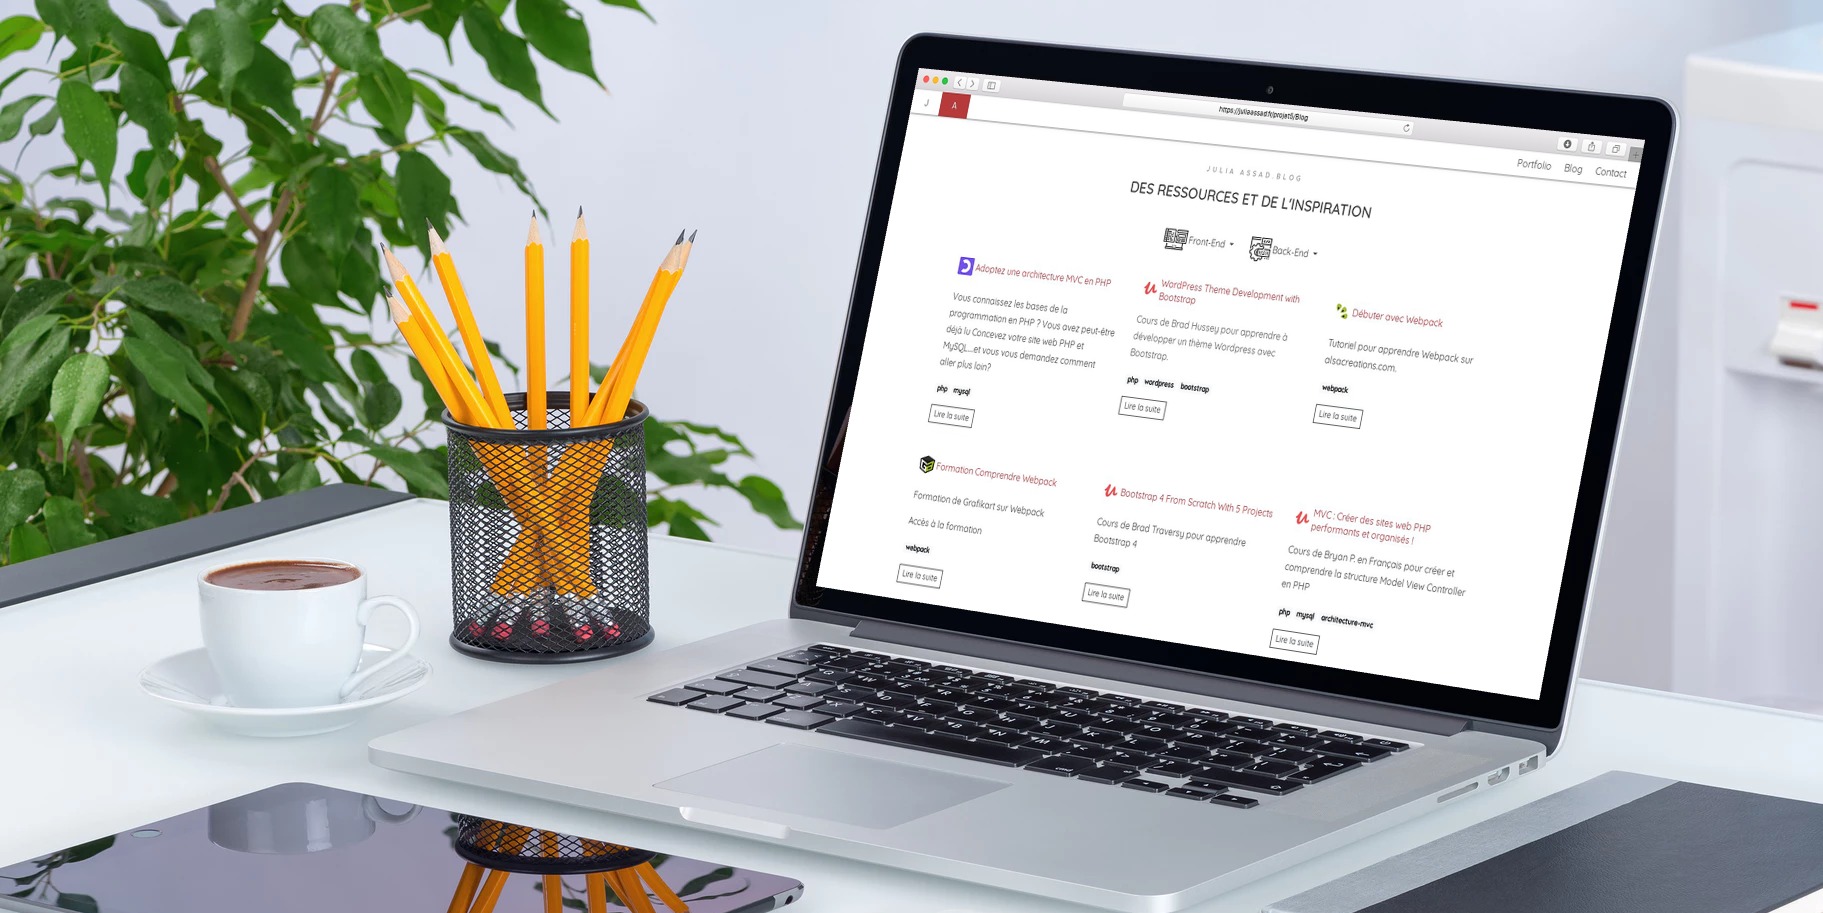 https://juliaassad.fr/projet5/Blog
J A
Portfolio Blog Contact
JULIA ASSAD.BLOG
DES RESSOURCES ET DE L'INSPIRATION
Front-End Back-End
Adoptez une architecture MVC en PHP
Vous connaissez les bases de la
programmation en PHP ? Vous avez peut-être
déjà lu Concevez votre site web PHP et
MySQL...et vous vous demandez comment
aller plus loin?
php mysql
Lire la suite
WordPress Theme Development with
Bootstrap
Cours de Brad Hussey pour apprendre à
développer un thème Wordpress avec
Bootstrap.
php wordpress bootstrap
Lire la suite
Débuter avec Webpack
Tutoriel pour apprendre Webpack sur
alsacreations.com.
webpack
Lire la suite
Formation Comprendre Webpack
Formation de Grafikart sur Webpack
Accès à la formation
webpack
Lire la suite
Bootstrap 4 From Scratch With 5 Projects
Cours de Brad Traversy pour apprendre
Bootstrap 4
bootstrap
Lire la suite
MVC : Créer des sites web PHP
performants et organisés !
Cours de Bryan P. en Français pour créer et
comprendre la structure Model View Controller
en PHP
php mysql architecture-mvc
Lire la suite